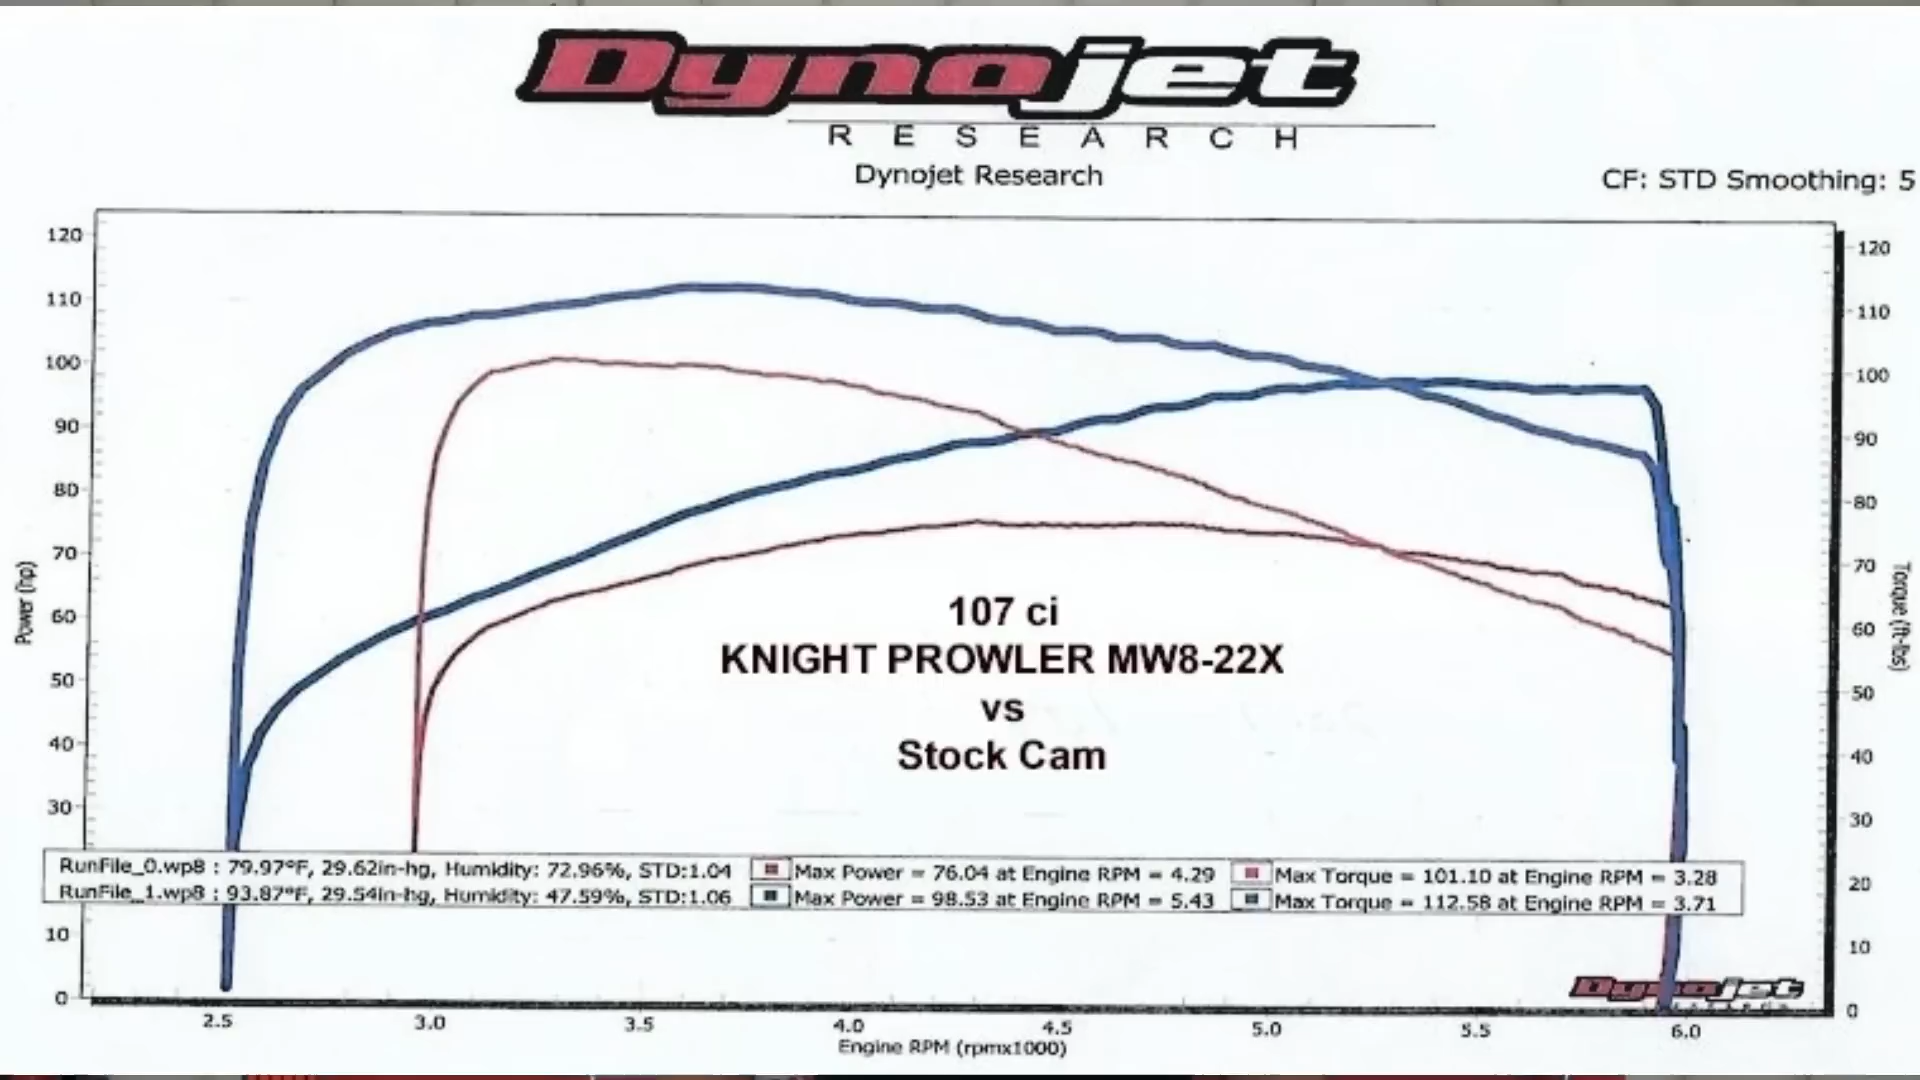 Dynojet
RESEARCH
Dynojet Research
CF: STD Smoothing: 5
120
110
100
90
80
70
60
50
40
30
10
0
Power (hp)
120
110
100
90
80
70
60
50
40
30
20
10
0
Torque (ft-lbs)
107 ci
KNIGHT PROWLER MW8-22X
vs
Stock Cam
RunFile_0.wp8 : 79.97°F, 29.62in-hg, Humidity: 72.96%, STD:1.04 Max Power = 76.04 at Engine RPM = 4.29 Max Torque = 101.10 at Engine RPM = 3.28
RunFile_1.wp8 : 93.87°F, 29.54in-hg, Humidity: 47.59%, STD:1.06 Max Power = 98.53 at Engine RPM = 5.43 Max Torque = 112.58 at Engine RPM = 3.71
Dynojet
2.5 3.0 3.5 4.0 4.5 5.0 5.5 6.0
Engine RPM (rpmx1000)